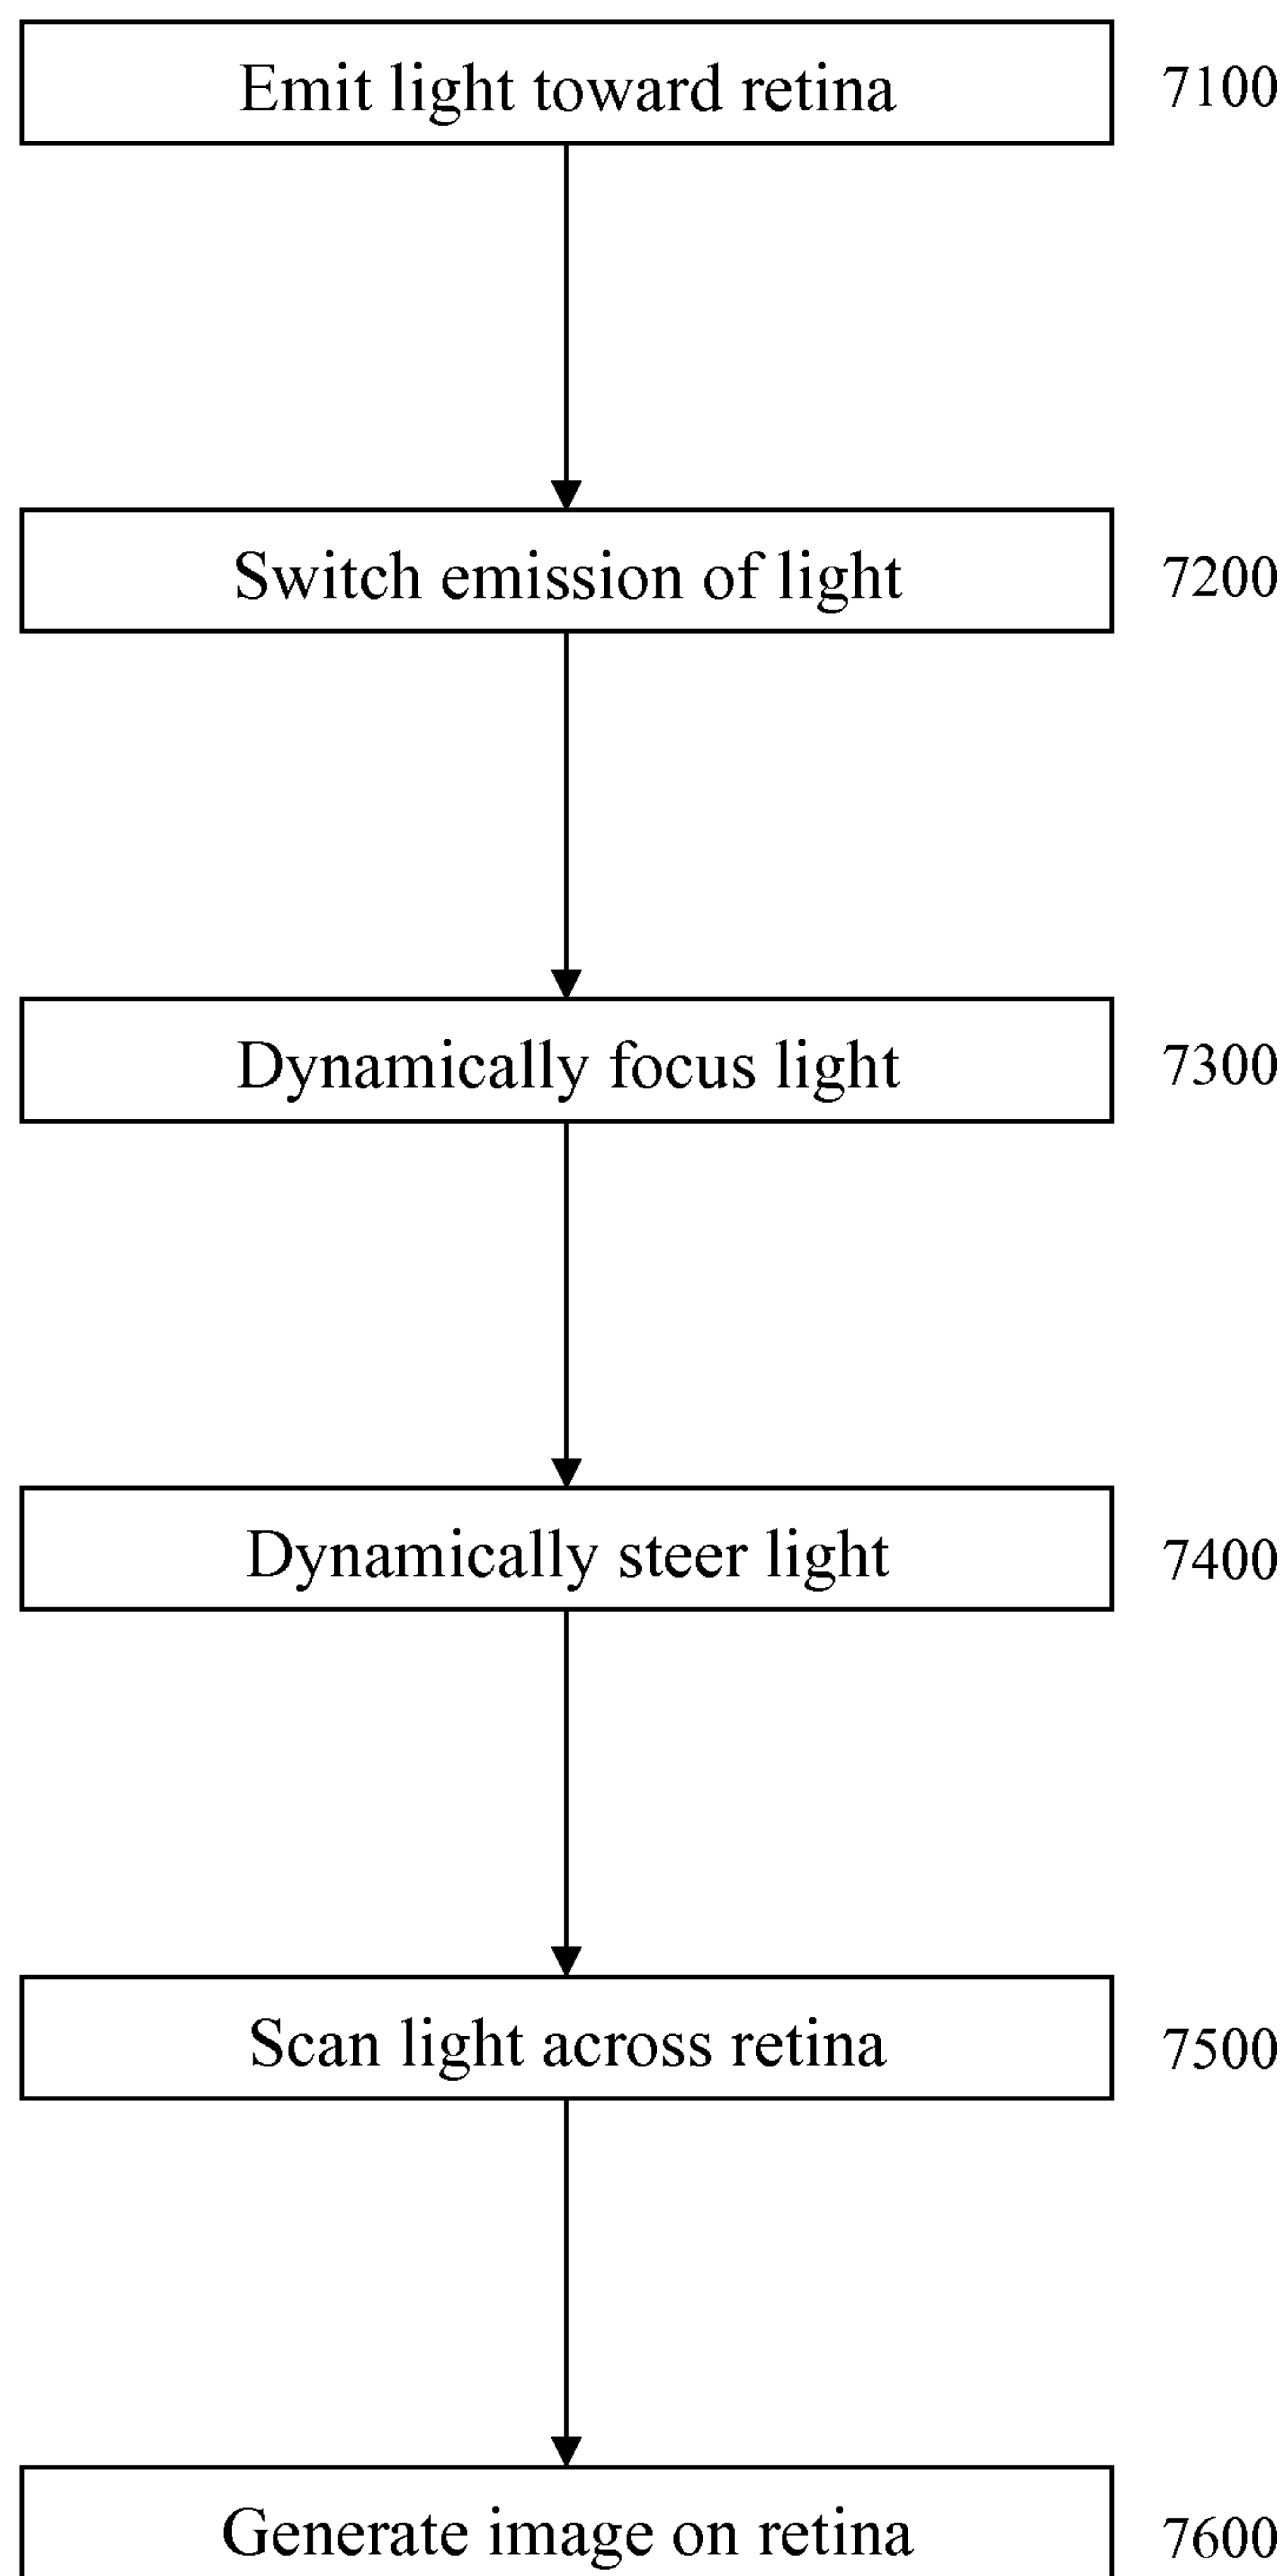 Emit light toward retina 7100
Switch emission of light 7200
Dynamically focus light 7300
Dynamically steer light 7400
Scan light across retina 7500
Generate image on retina 7600